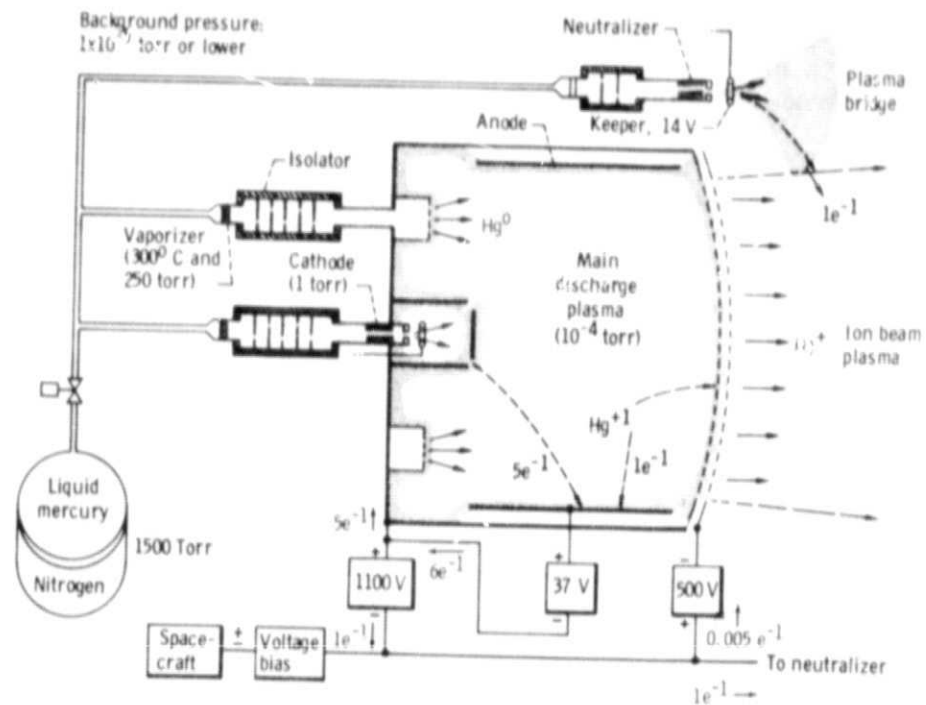 Background pressure:
torr or lower
Neutralizer
Plasma
bridge
Keeper, 14 V
Anode
1e⁻¹
Isolator
Hg⁰
Vaporizer
(300⁰ C and
250 torr)
Cathode
(1 torr)
Main
discharge
plasma
(10⁻⁴ torr)
Ion beam
plasma
Hg⁺¹
5e⁻¹
1e⁻¹
Liquid
mercury
1500 Torr
Nitrogen
5e⁻¹
+
1100 V
−
6e⁻¹
+
37 V
−
−
500 V
+
0.005 e⁻¹
Space-
craft
±
Voltage
bias
1e⁻¹
To neutralizer
1e⁻¹